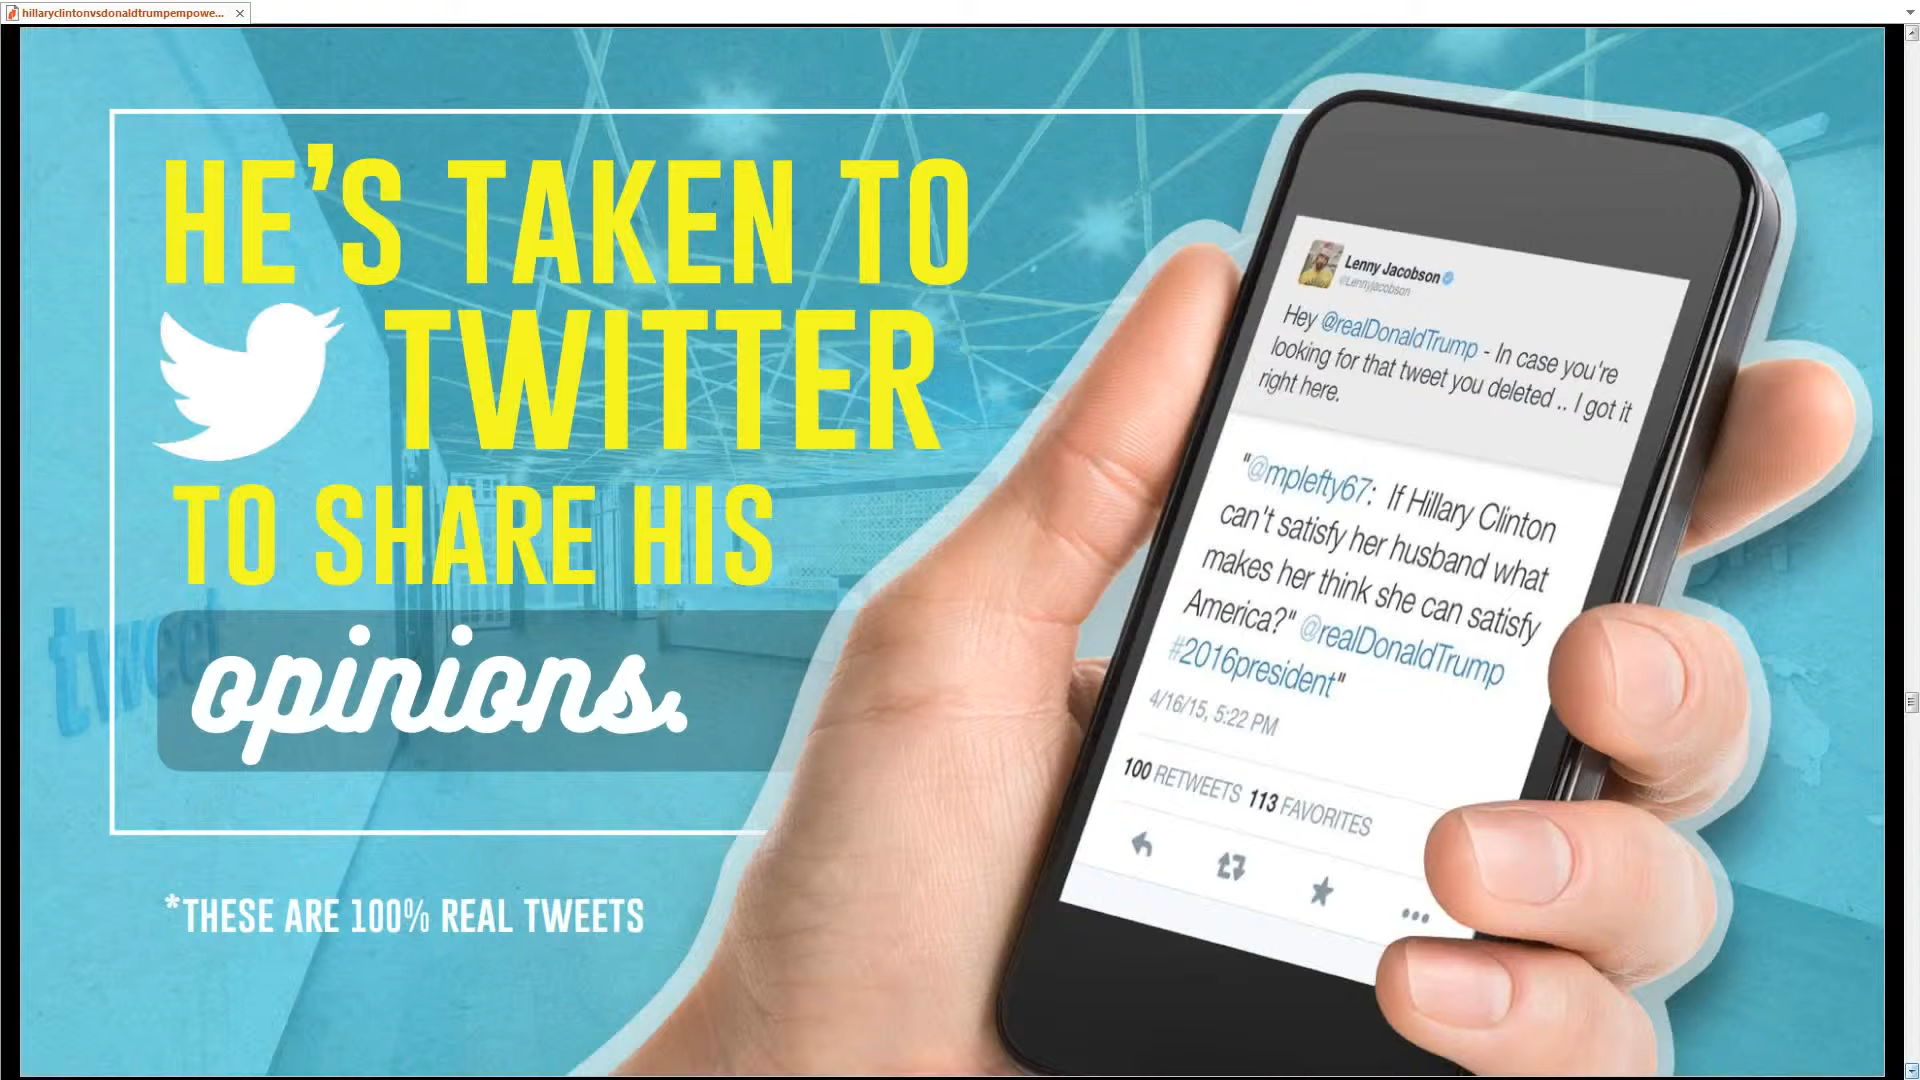 hillaryclintonvsdonaldtrumpempowe...
HE'S TAKEN TO
TWITTER
TO SHARE HIS
opinions.
*THESE ARE 100% REAL TWEETS
tweet
Lenny Jacobson
@Lennyjacobson
Hey @realDonaldTrump - In case you're
looking for that tweet you deleted .. I got it
right here.
"@mplefty67: If Hillary Clinton
can't satisfy her husband what
makes her think she can satisfy
America?" @realDonaldTrump
#2016president"
4/16/15, 5:22 PM
100 RETWEETS 113 FAVORITES